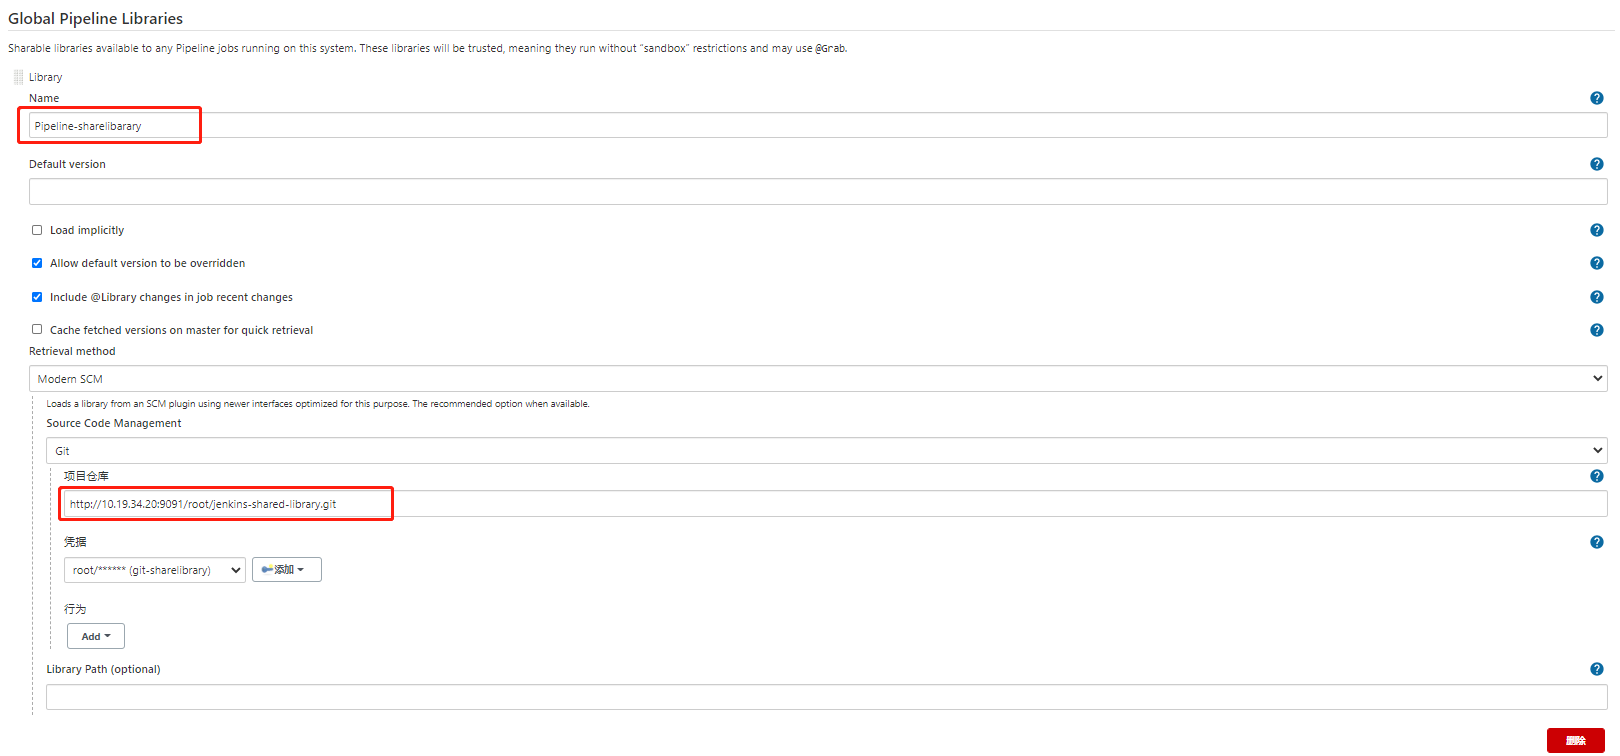 Global Pipeline Libraries
Sharable libraries available to any Pipeline jobs running on this system. These libraries will be trusted, meaning they run without “sandbox” restrictions and may use @Grab.
Library
Name
Pipeline-sharelibarary
Default version
Load implicitly
Allow default version to be overridden
Include @Library changes in job recent changes
Cache fetched versions on master for quick retrieval
Retrieval method
Modern SCM
Loads a library from an SCM plugin using newer interfaces optimized for this purpose. The recommended option when available.
Source Code Management
Git
项目仓库
http://10.19.34.20:9091/root/jenkins-shared-library.git
凭据
root/****** (git-sharelibrary) 添加
行为
Add
Library Path (optional)
删除